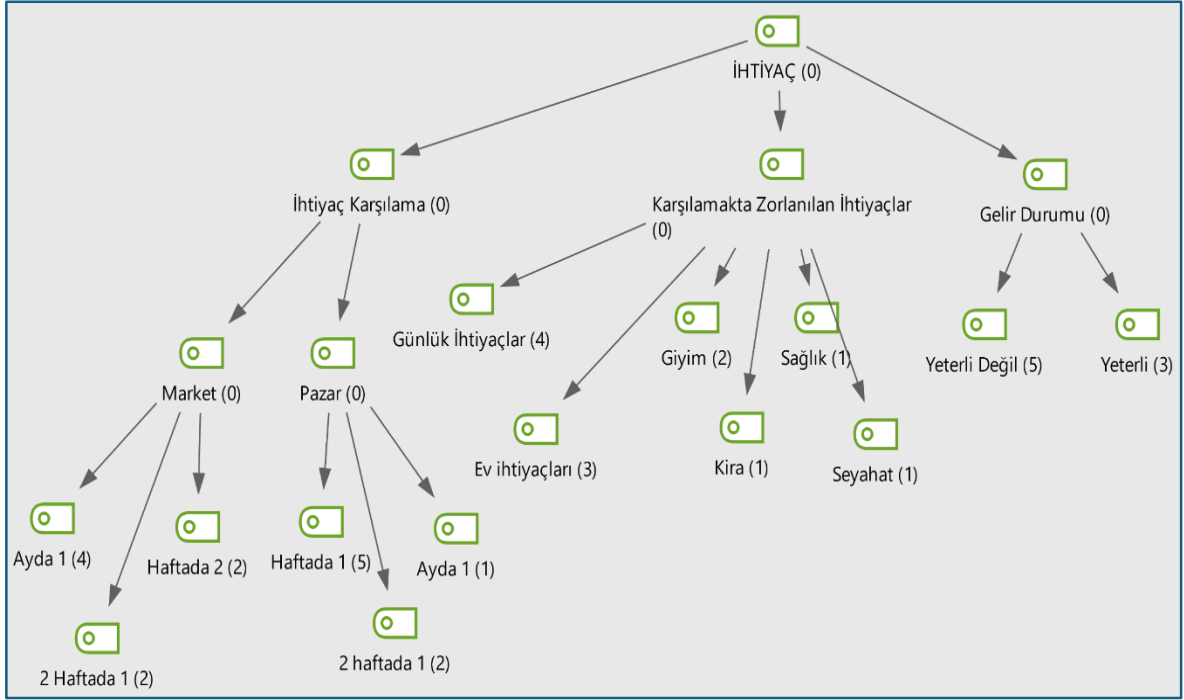 İHTİYAÇ (0)
İhtiyaç Karşılama (0)
Karşılamakta Zorlanılan İhtiyaçlar
(0)
Gelir Durumu (0)
Günlük İhtiyaçlar (4)
Giyim (2)
Sağlık (1)
Yeterli Değil (5)
Yeterli (3)
Market (0)
Pazar (0)
Ev ihtiyaçları (3)
Kira (1)
Seyahat (1)
Ayda 1 (4)
Haftada 2 (2)
Haftada 1 (5)
Ayda 1 (1)
2 Haftada 1 (2)
2 haftada 1 (2)